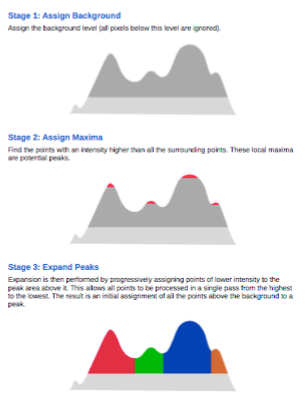 Stage 1: Assign Background
Assign the background level (all pixels below this level are ignored).
Stage 2: Assign Maxima
Find the points with an intensity higher than all the surrounding points. These local maxima
are potential peaks.
Stage 3: Expand Peaks
Expansion is then performed by progressively assigning points of lower intensity to the
peak area above it. This allows all points to be processed in a single pass from the highest
to the lowest. The result is an initial assignment of all the points above the background to a
peak.